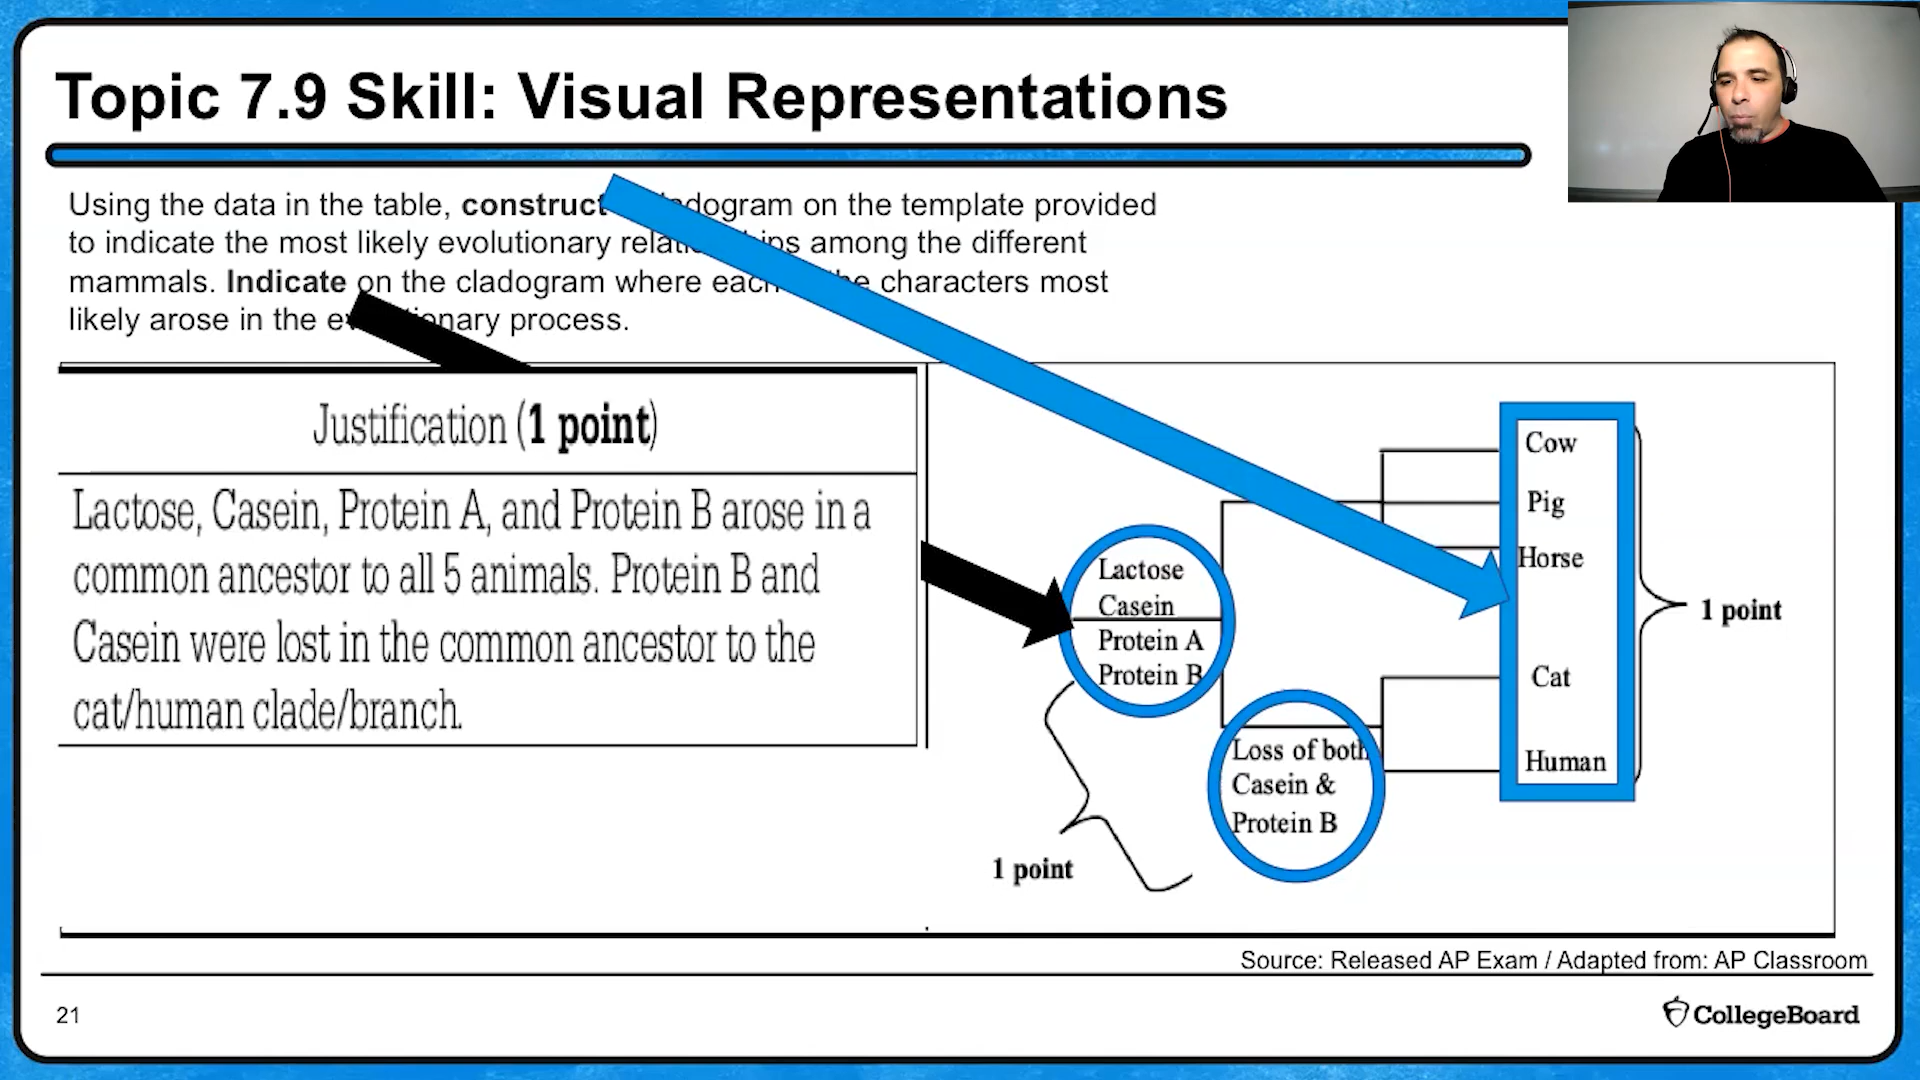 Topic 7.9 Skill: Visual Representations
Using the data in the table, construct dogram on the template provided
to indicate the most likely evolutionary ips among the different
mammals. Indicate on the cladogram where each characters most
likely arose in the process.
Justification (1 point)
Lactose, Casein, Protein A, and Protein B arose in a
common ancestor to all 5 animals. Protein B and
Casein were lost in the common ancestor to the
cat/human clade/branch.
Lactose
Casein
Protein A
Protein B
Loss of both
Casein &
Protein B
1 point
Cow
Pig
Horse
Cat
Human
1 point
Source: Released AP Exam / Adapted from: AP Classroom
21
CollegeBoard